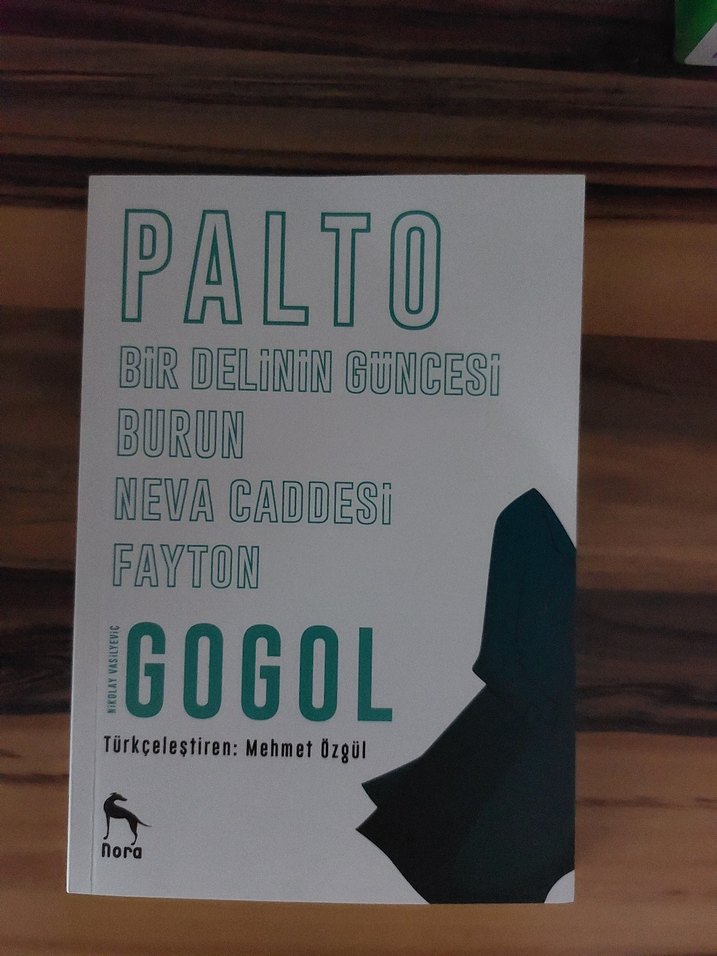 PALTO
BİR DELİNİN GÜNCESİ
BURUN
NEVA CADDESİ
FAYTON
NİKOLAY VASİLYEVİÇ
GOGOL
Türkçeleştiren: Mehmet Özgül
nora